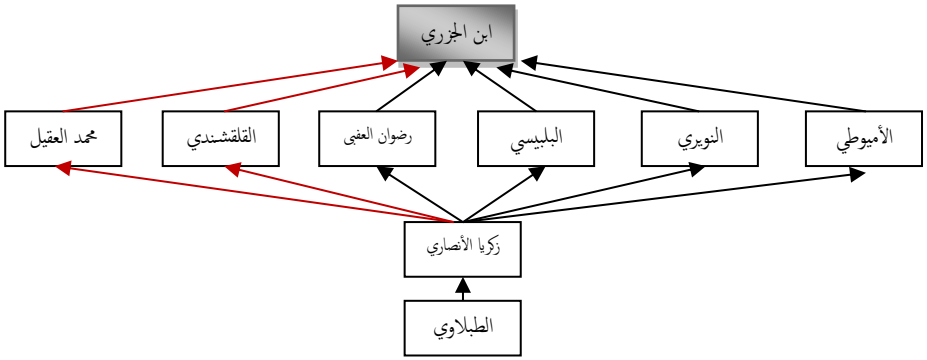 ابن الجزري
الأميوطي
النويري
البلبيسي
رضوان العقبى
القلقشندي
محمد العقيل
زكريا الأنصاري
الطبلاوي